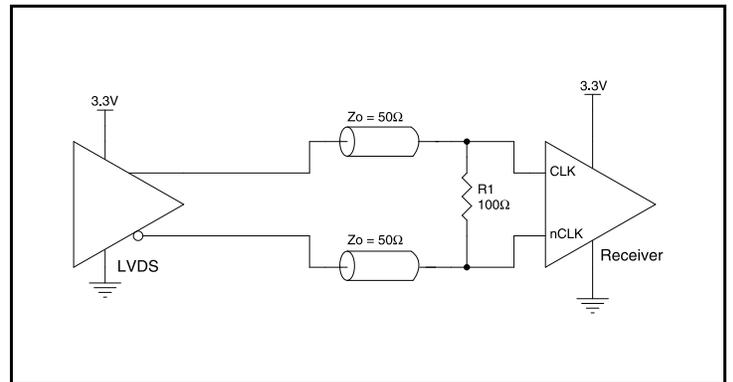 3.3V
LVDS
Zo = 50Ω
Zo = 50Ω
R1
100Ω
3.3V
CLK
nCLK
Receiver